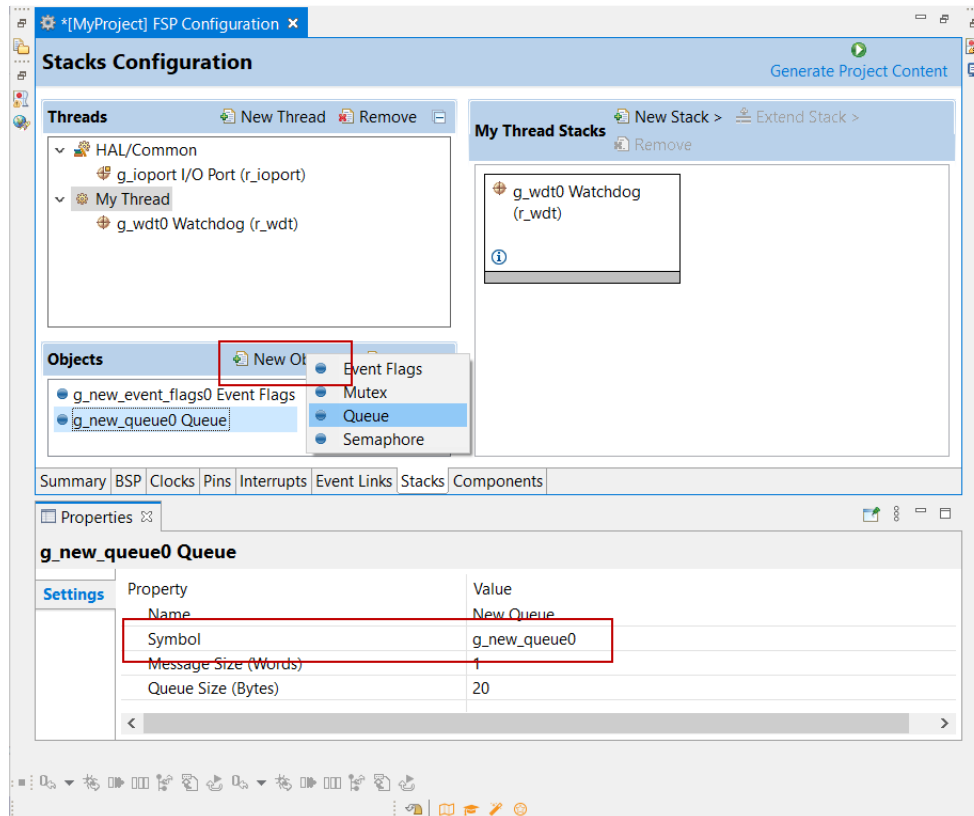 *[MyProject] FSP Configuration
Stacks Configuration
Generate Project Content
Threads
New Thread
Remove
HAL/Common
g_ioport I/O Port (r_ioport)
My Thread
g_wdt0 Watchdog (r_wdt)
My Thread Stacks
New Stack >
Extend Stack >
Remove
g_wdt0 Watchdog
(r_wdt)
Objects
New Ob
g_new_event_flags0 Event Flags
g_new_queue0 Queue
Event Flags
Mutex
Queue
Semaphore
Summary BSP Clocks Pins Interrupts Event Links Stacks Components
Properties
g_new_queue0 Queue
Settings
Property Value
Name New Queue
Symbol g_new_queue0
Message Size (Words) 1
Queue Size (Bytes) 20